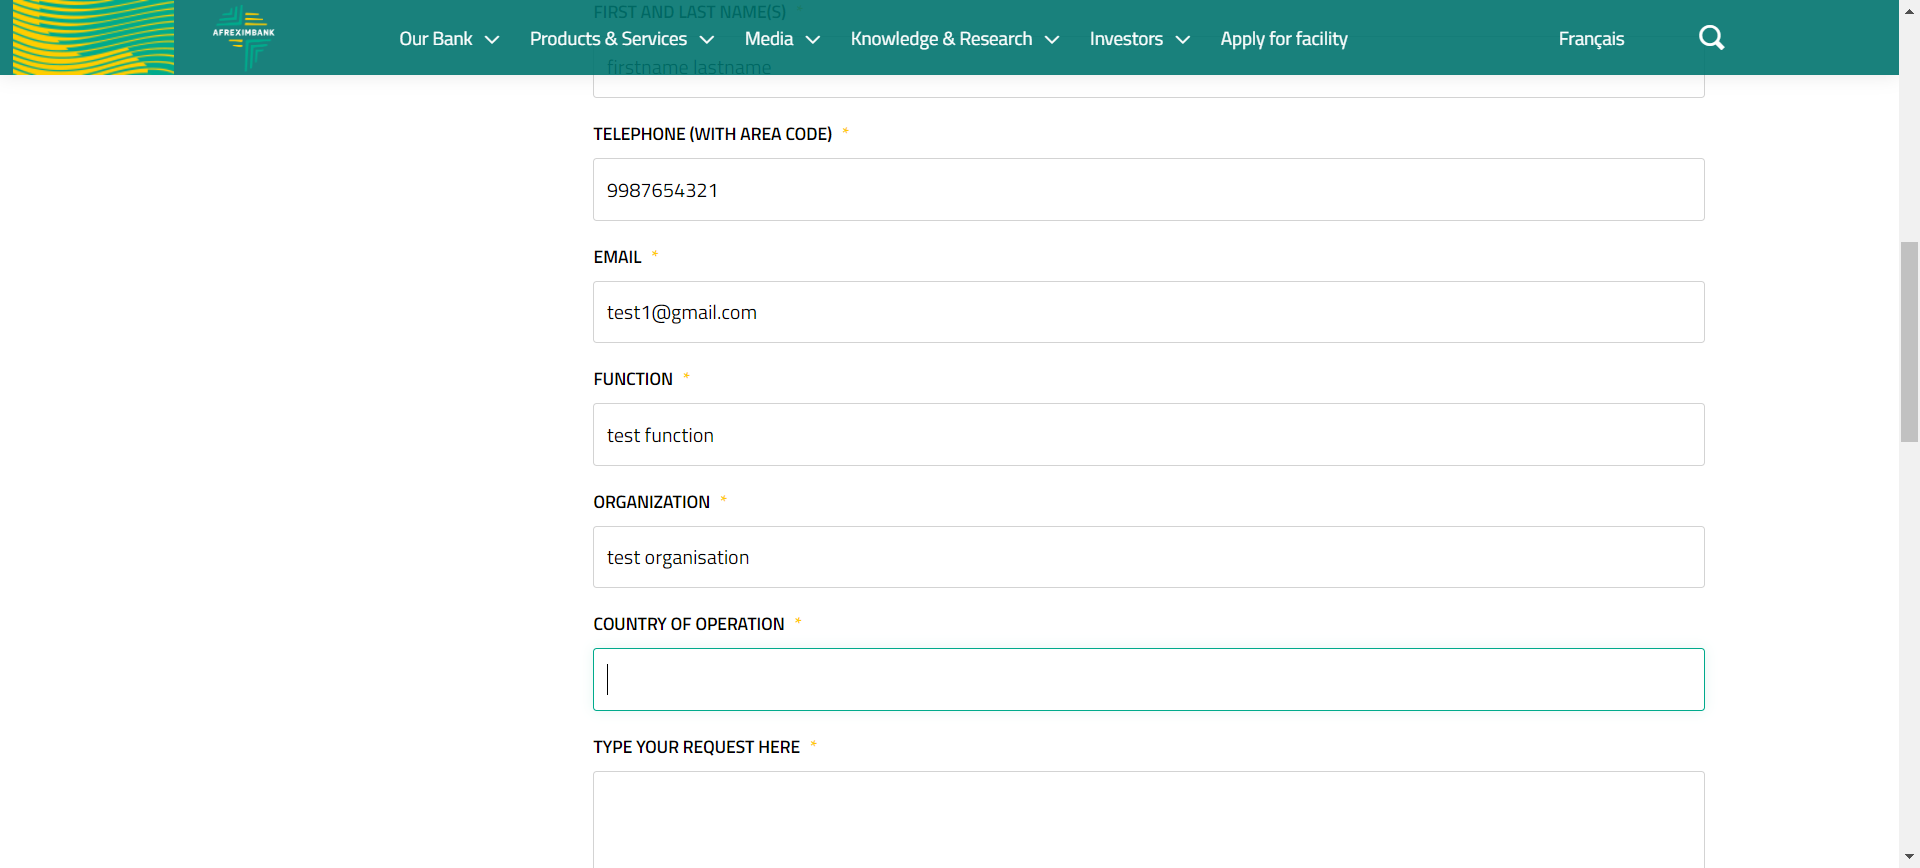 FIRST AND LAST NAME(S) *
AFREXIMBANK
Our Bank
Products & Services
Media
Knowledge & Research
Investors
Apply for facility
Français
firstname lastname
TELEPHONE (WITH AREA CODE) *
9987654321
EMAIL *
test1@gmail.com
FUNCTION *
test function
ORGANIZATION *
test organisation
COUNTRY OF OPERATION *
TYPE YOUR REQUEST HERE *